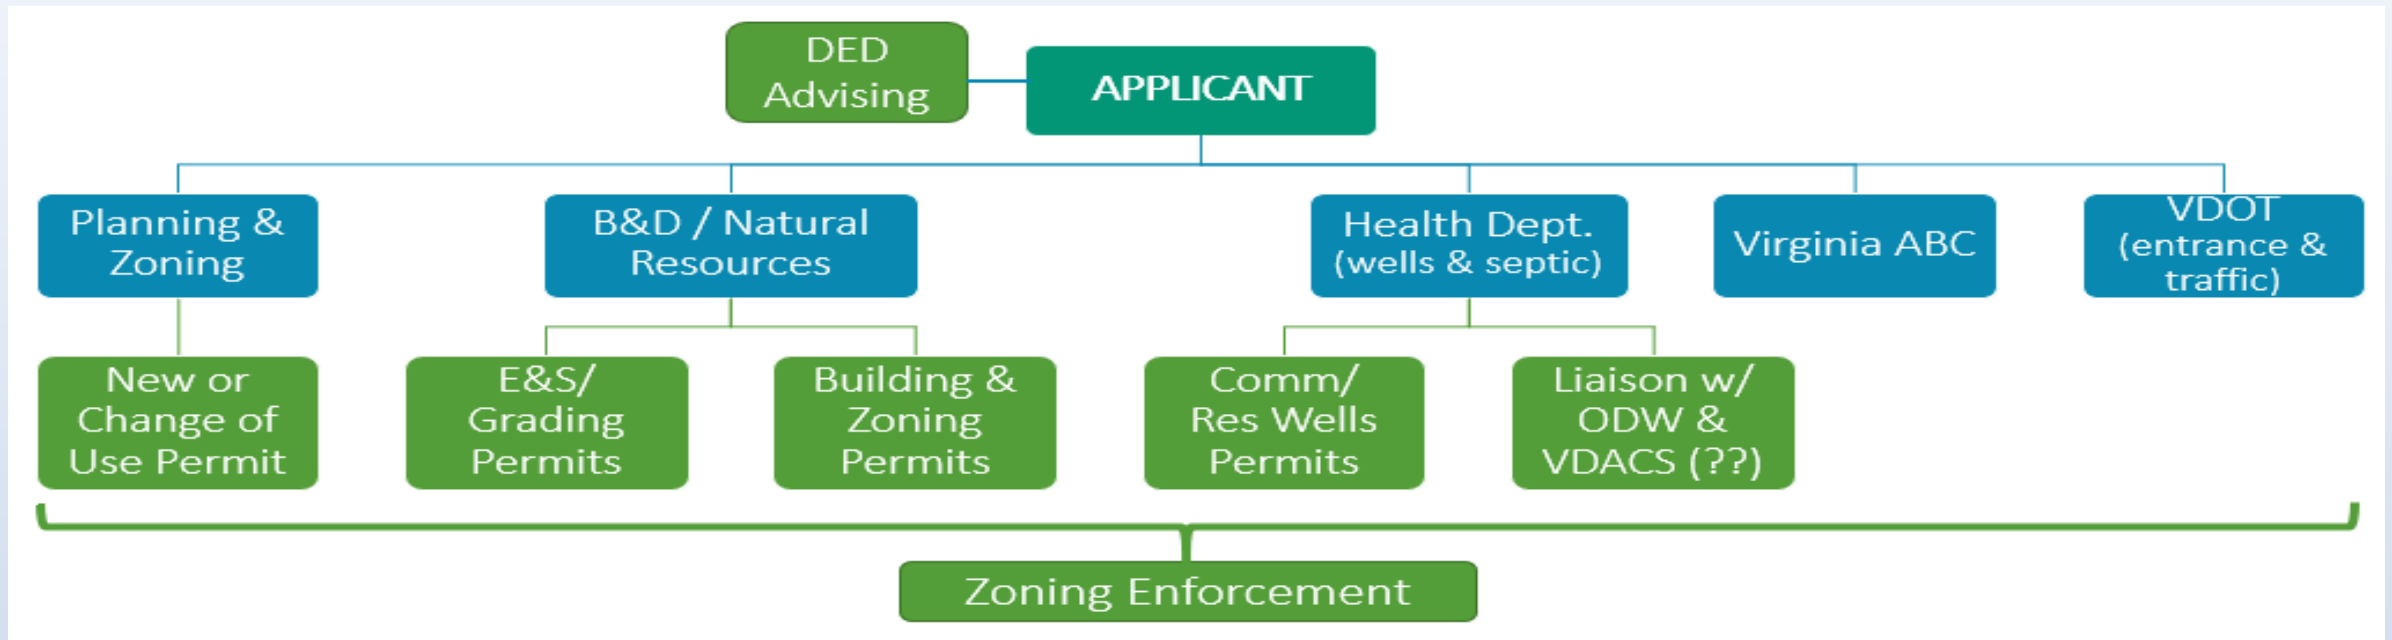 DED
Advising
APPLICANT
Planning &
Zoning
B&D / Natural
Resources
Health Dept.
(wells & septic)
Virginia ABC
VDOT
(entrance &
traffic)
New or
Change of
Use Permit
E&S/
Grading
Permits
Building &
Zoning
Permits
Comm/
Res Wells
Permits
Liaison w/
ODW &
VDACS (??)
Zoning Enforcement